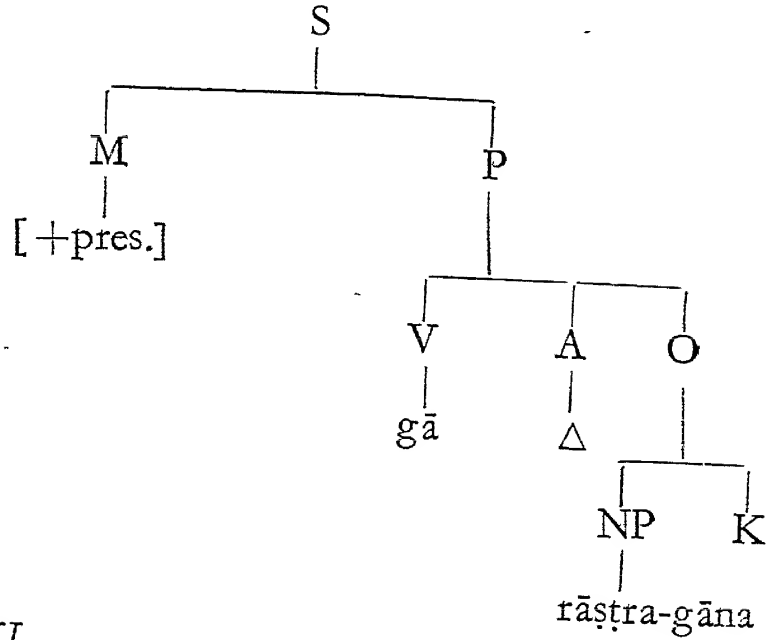 S
M P
[+pres.]
V A O
gā △
NP K
rāṣṭra-gāna